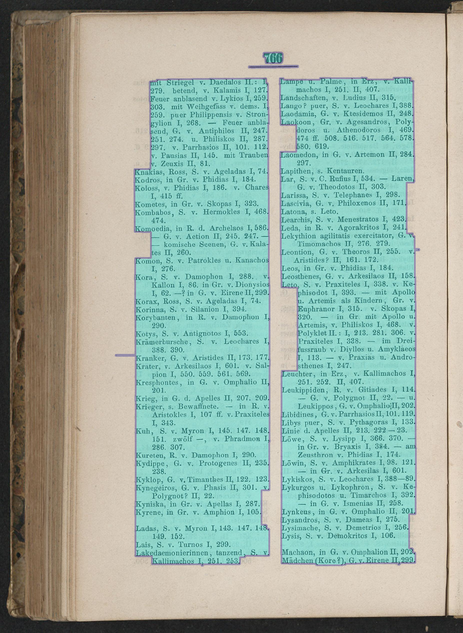 766
mit Striegel v. Daedalos II, : I,
279. betend, v. Kalamis I, 127,
Feuer anblasend v. Lykios I, 259,
303, mit Weihgefäss v. dems. I,
259. puer Philippensis v. Stron-
gylion I, 268. — Feuer anbla-
send, G. v. Antiphilos II, 247.
251. 274. u. Philiskos II, 287.
297. v. Parrhasios II, 101. 112.
v. Pausias II, 145. mit Trauben
v. Zeuxis II, 81.
Knakias, Ross, S. v. Ageladas I, 74.
Kodros, in Gr. v. Phidias I, 184.
Koloss, v. Phidias I, 186. v. Chares
I, 415 ff.
Kometes, in Gr. v. Skopas I, 323.
Kombabos, S. v. Hermokles I, 468.
474.
Komoedia, in R. d. Archelaos I, 586.
— G. v. Aetion II, 245. 247.
— komische Scenen, G. v. Kala-
tes II, 260.
Komon, S. v. Patrokles u. Kanachos
I, 276.
Kora, S. v. Damophon I, 288. v.
Kallon I, 86. in Gr. v. Dionysios
I, 62. —? in G. v. Eirene II, 299.
Korax, Ross, S. v. Ageladas I, 74.
Korinna, S. v. Silanion I, 394.
Korybanten, in R. v. Damophon I,
290.
Kotys, S. v. Antignotos I, 553.
Kräuserbursche, S. v. Leochares I,
388. 390.
Kranker, G. v. Aristides II, 173. 177.
Krater, v. Arkesilaos I, 601. v. Sal-
pion I, 550. 559. 561. 569.
Kresphontes, in G. v. Omphalio II,
201.
Krieg, in G. d. Apelles II, 207. 209.
Krieger, s. Bewaffnete. — in R. v.
Aristokles I, 107 ff. v. Praxiteles
I, 343.
Kuh, S. v. Myron I, 145. 147. 148.
151. zwölf —, v. Phradmon I,
286. 307.
Kureten, R. v. Damophon I, 290.
Kydippe, G. v. Protogenes II, 235.
238.
Kyklop, G. v. Timanthes II, 122. 123.
Kynegeiros, G. v. Phasis II, 301. v.
Polygnot? II, 22.
Kyniska, in Gr. v. Apellas I, 287.
Kyrene, in Gr. v. Amphion I, 105.
Ladas, S. v. Myron I, 143. 147. 148.
149. 152.
Lais, S. v. Turnos I, 299.
Lakedaemonierinnen, tanzend, S. v.
Kallimachos I, 251. 253.
Lampe u. Palme, in Erz, v. Kalli-
machos I, 251. II, 407.
Landschaften, v. Ludius II, 315.
Lango? puer, S. v. Leochares I, 386.
Laodamia, G. v. Ktesidemos II, 248.
Laokoon, Gr. v. Agesandros, Poly-
doros u. Athenodoros I, 469.
474 ff. 508. 516. 517. 564. 578.
580. 619.
Laomedon, in G. v. Artemon II, 284.
297.
Lapithen, s. Kentauren.
Lar, S. v. C. Rufius I, 534. — Laren
G. v. Theodotos II, 303.
Larissa, S. v. Telephanes I, 298.
Lascivia, G. v. Philoxenos II, 171.
Latona, s. Leto.
Learchis, S. v. Menestratos I, 423.
Leda, in R. v. Agorakritos I, 241.
Lekythion agilitatis exercitator, G. v.
Timomachos II, 276. 279.
Leontion, G. v. Theoros II, 255. v.
Aristides? II, 161. 172.
Leos, in Gr. v. Phidias I, 184.
Leosthenes, G. v. Arkesilaos II, 158.
Leto, S. v. Praxiteles I, 338. v. Ke-
phisodot I, 393. — mit Apollo
u. Artemis als Kindern, Gr. v.
Euphranor I, 315. v. Skopas I,
320. — in Gr. mit Apollo u.
Artemis, v. Philiskos I, 468. v.
Polyklet II, : I, 213. 281. 306. v.
Praxiteles I, 338. — in Drei-
fussraub v. Diyllos u. Amyklaeos
I, 113. — v. Praxias u. Andro-
sthenes I, 247.
Leuchter, in Erz, v. Kallimachos I,
251. 252. II, 407.
Leukippiden, R. v. Gitiades I, 114.
— G. v. Polygnot II, 22. — u.
Leukippos, G. v. Omphalio II, 202.
Libidines, G. v. Parrhasios II, 101. 119.
Libys puer, S. v. Pythagoras I, 133.
Linie d. Apelles II, 213. 222—23.
Löwe, S. v. Lysipp I, 366. 370. —
in Gr. v. Bryaxis I, 384. — am
Zeusthron v. Phidias I, 174.
Löwin, S. v. Amphikrates I, 98. 121.
— in Gr. v. Arkesilas I, 601.
Lykiskos, S. v. Leochares I, 388—89.
Lykurgos u. Lykophron, S. v. Ke-
phisodotos u. Timarchos I, 392.
— in G. v. Ismenias II, 258.
Lynkeus, in G. v. Omphalio II, 201.
Lysandros, S. v. Dameas I, 275.
Lysimache, S. v. Demetrios I, 256.
Lysis, S. v. Demokritos I, 106.
Machaon, in G. v. Omphalion II, 202.
Mädchen (Kore?), G. v. Eirene II, 299.